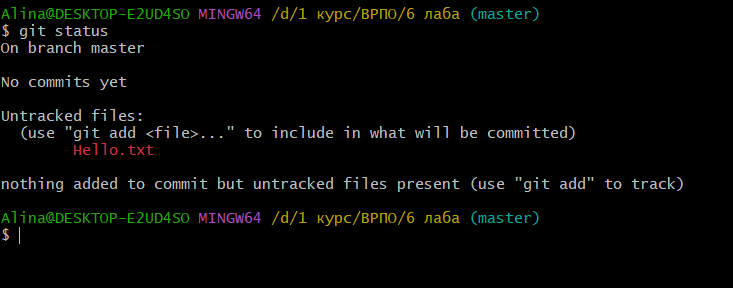 Alina@DESKTOP-E2UD4SO MINGW64 /d/1 курс/ВРПО/6 лаба (master)
$ git status
On branch master
No commits yet
Untracked files:
(use "git add <file>..." to include in what will be committed)
Hello.txt
nothing added to commit but untracked files present (use "git add" to track)
Alina@DESKTOP-E2UD4SO MINGW64 /d/1 курс/ВРПО/6 лаба (master)
$